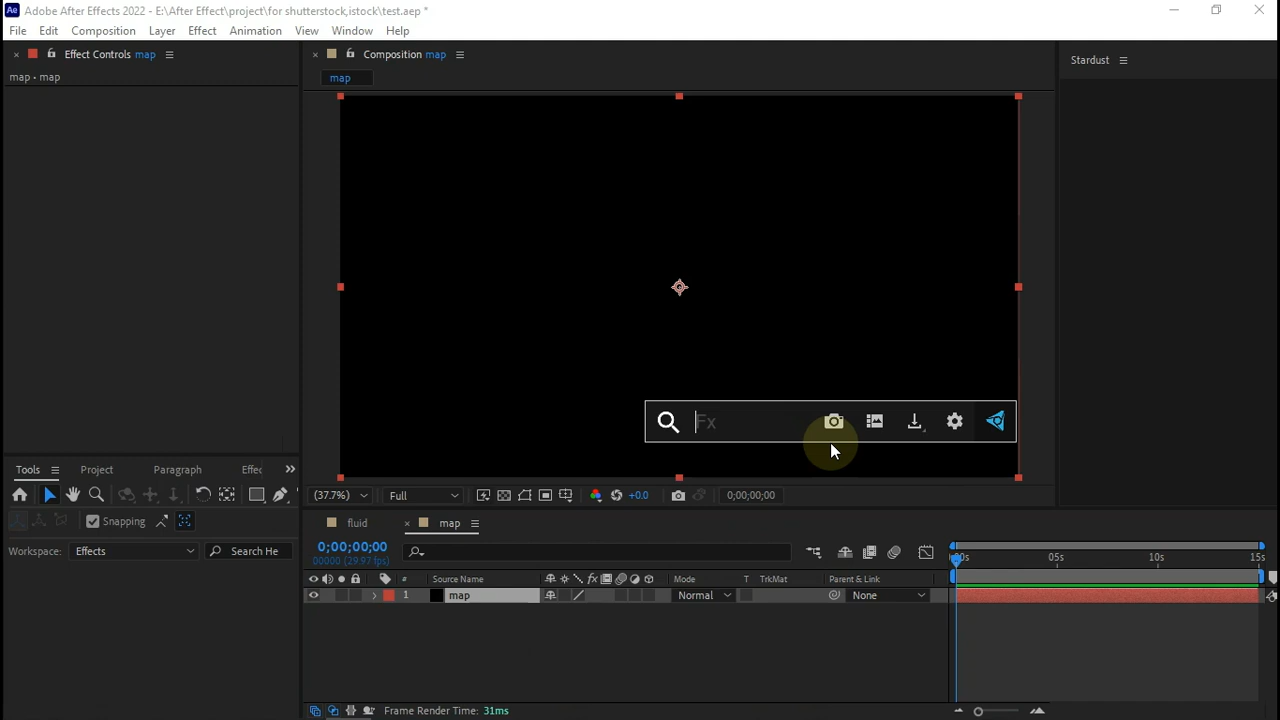 Adobe After Effects 2022 - E:\After Effect\project\for shutterstock,istock\test.aep *
File Edit Composition Layer Effect Animation View Window Help
Effect Controls map
map • map
Composition map
map
Stardust
Fx
Tools Project Paragraph Effec
Snapping
Workspace: Effects Search He
(37.7%) Full +0.0 0;00;00;00
fluid map
0;00;00;00
00000 (29.97 fps)
# Source Name fx Mode T TrkMat Parent & Link
1 map Normal None
00s 05s 10s 15s
Frame Render Time: 31ms